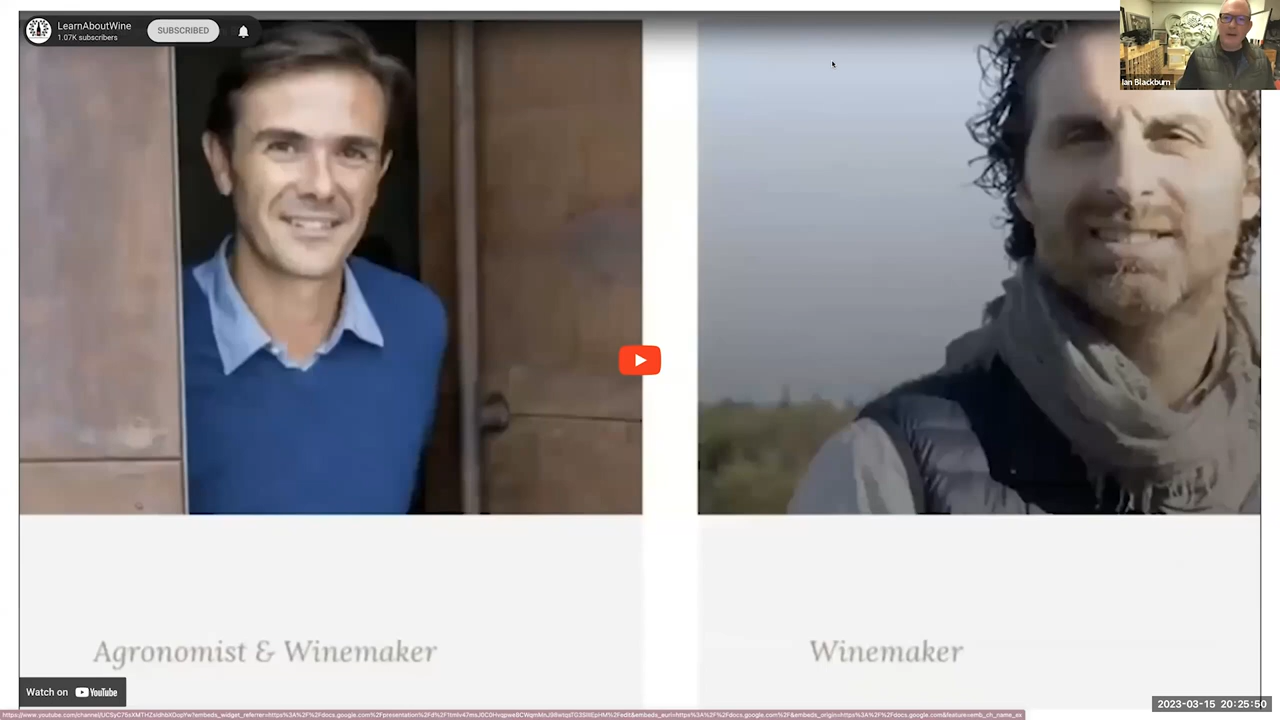 LearnAboutWine
1.07K subscribers
SUBSCRIBED
Ian Blackburn
Agronomist & Winemaker
Winemaker
Watch on YouTube
2023-03-15 20:25:50